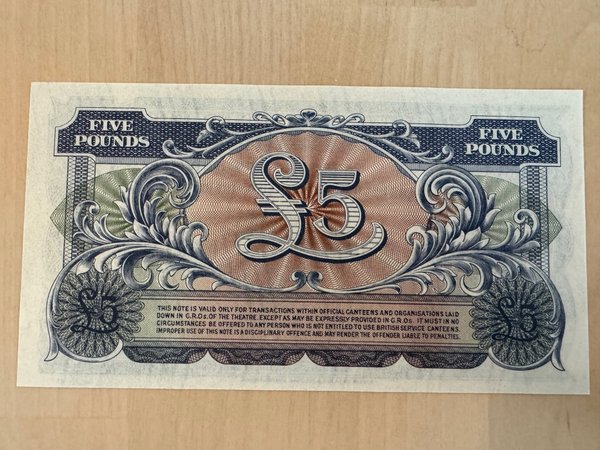 FIVE POUNDS
FIVE POUNDS
£5
THIS NOTE IS VALID ONLY FOR TRANSACTIONS WITHIN OFFICIAL CANTEENS AND ORGANISATIONS LAID
DOWN IN G.R.Os. OF THE THEATRE. EXCEPT AS MAY BE EXPRESSLY PROVIDED IN G.R.Os. IT MUST IN NO
CIRCUMSTANCES BE OFFERED TO ANY PERSON WHO IS NOT ENTITLED TO USE BRITISH SERVICE CANTEENS.
IMPROPER USE OF THIS NOTE IS A DISCIPLINARY OFFENCE AND MAY RENDER THE OFFENDER LIABLE TO PENALTIES.
£5
£5